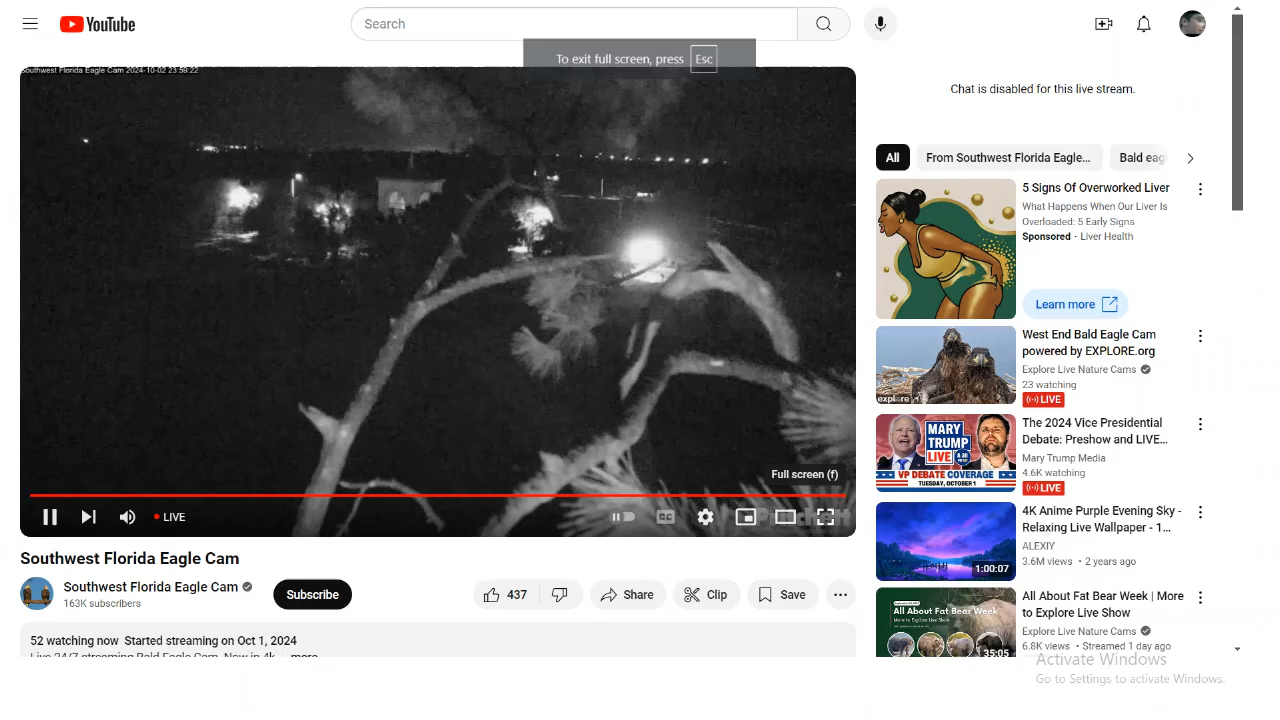 YouTube
Search
To exit full screen, press Esc
Southwest Florida Eagle Cam 2024-10-02 23:59:22
Full screen (f)
LIVE
CC
Southwest Florida Eagle Cam
Southwest Florida Eagle Cam
163K subscribers
Subscribe
437
Share
Clip
Save
52 watching now Started streaming on Oct 1, 2024
Live 24/7 streaming Bald Eagle Cam. Now in 4k ...more
Chat is disabled for this live stream.
All
From Southwest Florida Eagle...
Bald eag
5 Signs Of Overworked Liver
What Happens When Our Liver Is
Overloaded: 5 Early Signs
Sponsored · Liver Health
Learn more
explore
West End Bald Eagle Cam
powered by EXPLORE.org
Explore Live Nature Cams
23 watching
LIVE
MARY
TRUMP
LIVE
8:30
VP DEBATE COVERAGE
TUESDAY, OCTOBER 1
The 2024 Vice Presidential
Debate: Preshow and LIVE...
Mary Trump Media
4.6K watching
LIVE
1:00:07
4K Anime Purple Evening Sky -
Relaxing Live Wallpaper - 1...
ALEXIY
3.6M views • 2 years ago
All About Fat Bear Week
More to Explore Live Show
35:05
All About Fat Bear Week | More
to Explore Live Show
Explore Live Nature Cams
6.8K views • Streamed 1 day ago
Activate Windows
Go to Settings to activate Windows.